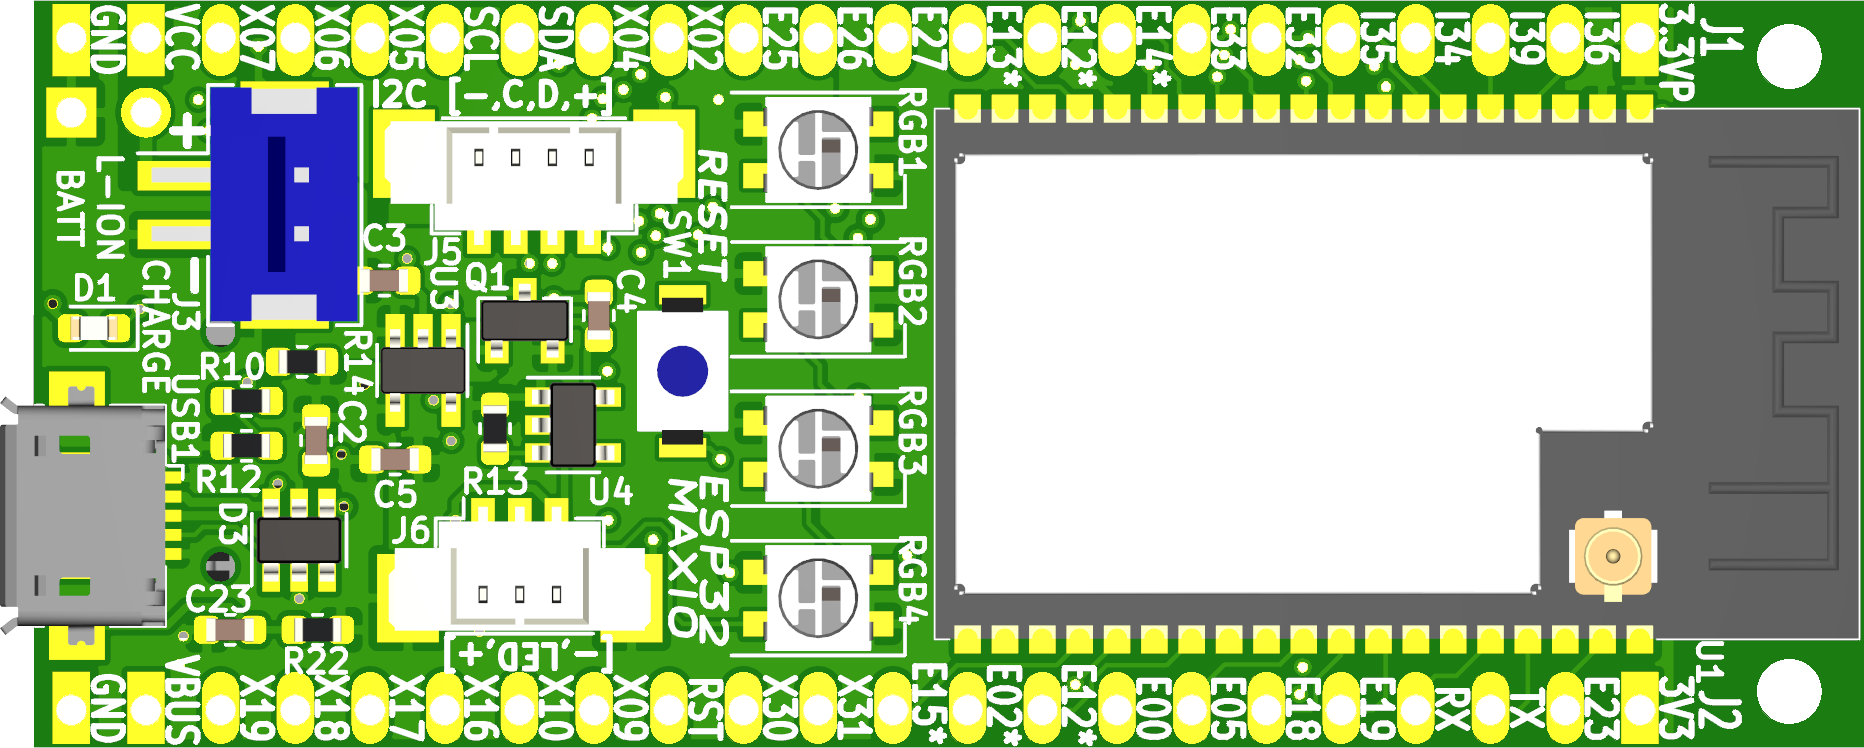 GND
VCC
X07
X06
X05
SCL
SDA
X04
X02
E25
E26
E27
E13*
E12*
E14*
E33
E32
I35
I34
I39
I36
3.3VP
J1
I2C [-,C,D,+]
+
L-ION
BATT
-
J3
D1
CHARGE
C3
J5
U3
Q1
C4
RESET
SW1
RGB1
RGB2
RGB3
RGB4
R10
R14
C2
USB1
R12
D3
C5
R13
U4
J6
ESP32
MAXIO
C23
R22
[-,LED,+]
U1
GND
VBUS
X19
X18
X17
X16
X10
X09
RST
X30
X31
E15*
E02*
E12*
E00
E05
E18
E19
RX
TX
E23
3V3
J2